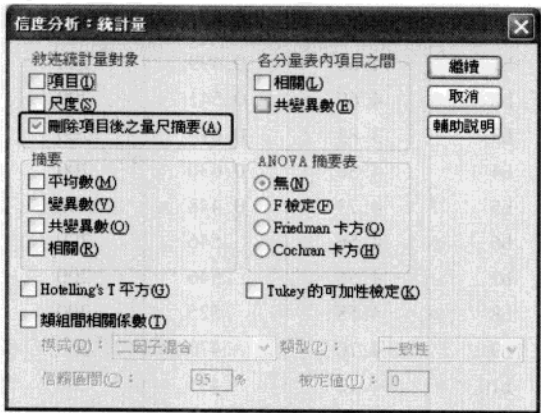 信度分析：統計量
敘述統計量對象
項目(I)
尺度(S)
刪除項目後之量尺摘要(A)
各分量表內項目之間
相關(L)
共變異數(E)
繼續
取消
輔助說明
摘要
平均數(M)
變異數(V)
共變異數(O)
相關(R)
ANOVA 摘要表
無(N)
F 檢定(F)
Friedman 卡方(Q)
Cochran 卡方(H)
Hotelling's T 平方(G)
Tukey 的可加性檢定(K)
類組間相關係數(T)
模式(D)： 二因子混合 類型(P)： 一致性
信賴區間(C)： 95 % 檢定值(U)： 0